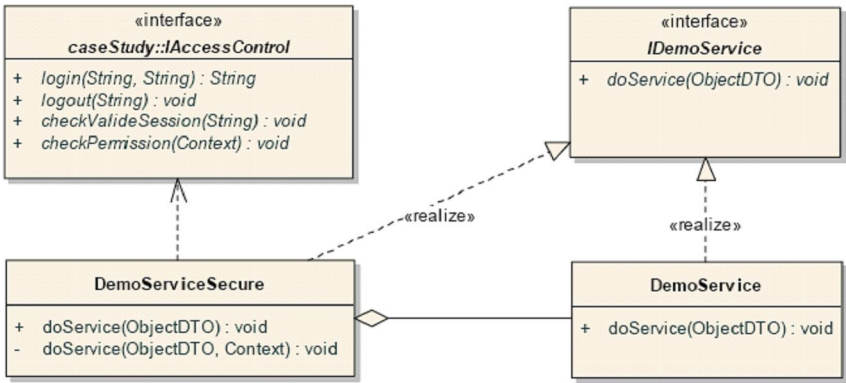 «interface»
caseStudy::IAccessControl
+ login(String, String) : String
+ logout(String) : void
+ checkValideSession(String) : void
+ checkPermission(Context) : void
«interface»
IDemoService
+ doService(ObjectDTO) : void
«realize»
«realize»
DemoServiceSecure
+ doService(ObjectDTO) : void
- doService(ObjectDTO, Context) : void
DemoService
+ doService(ObjectDTO) : void